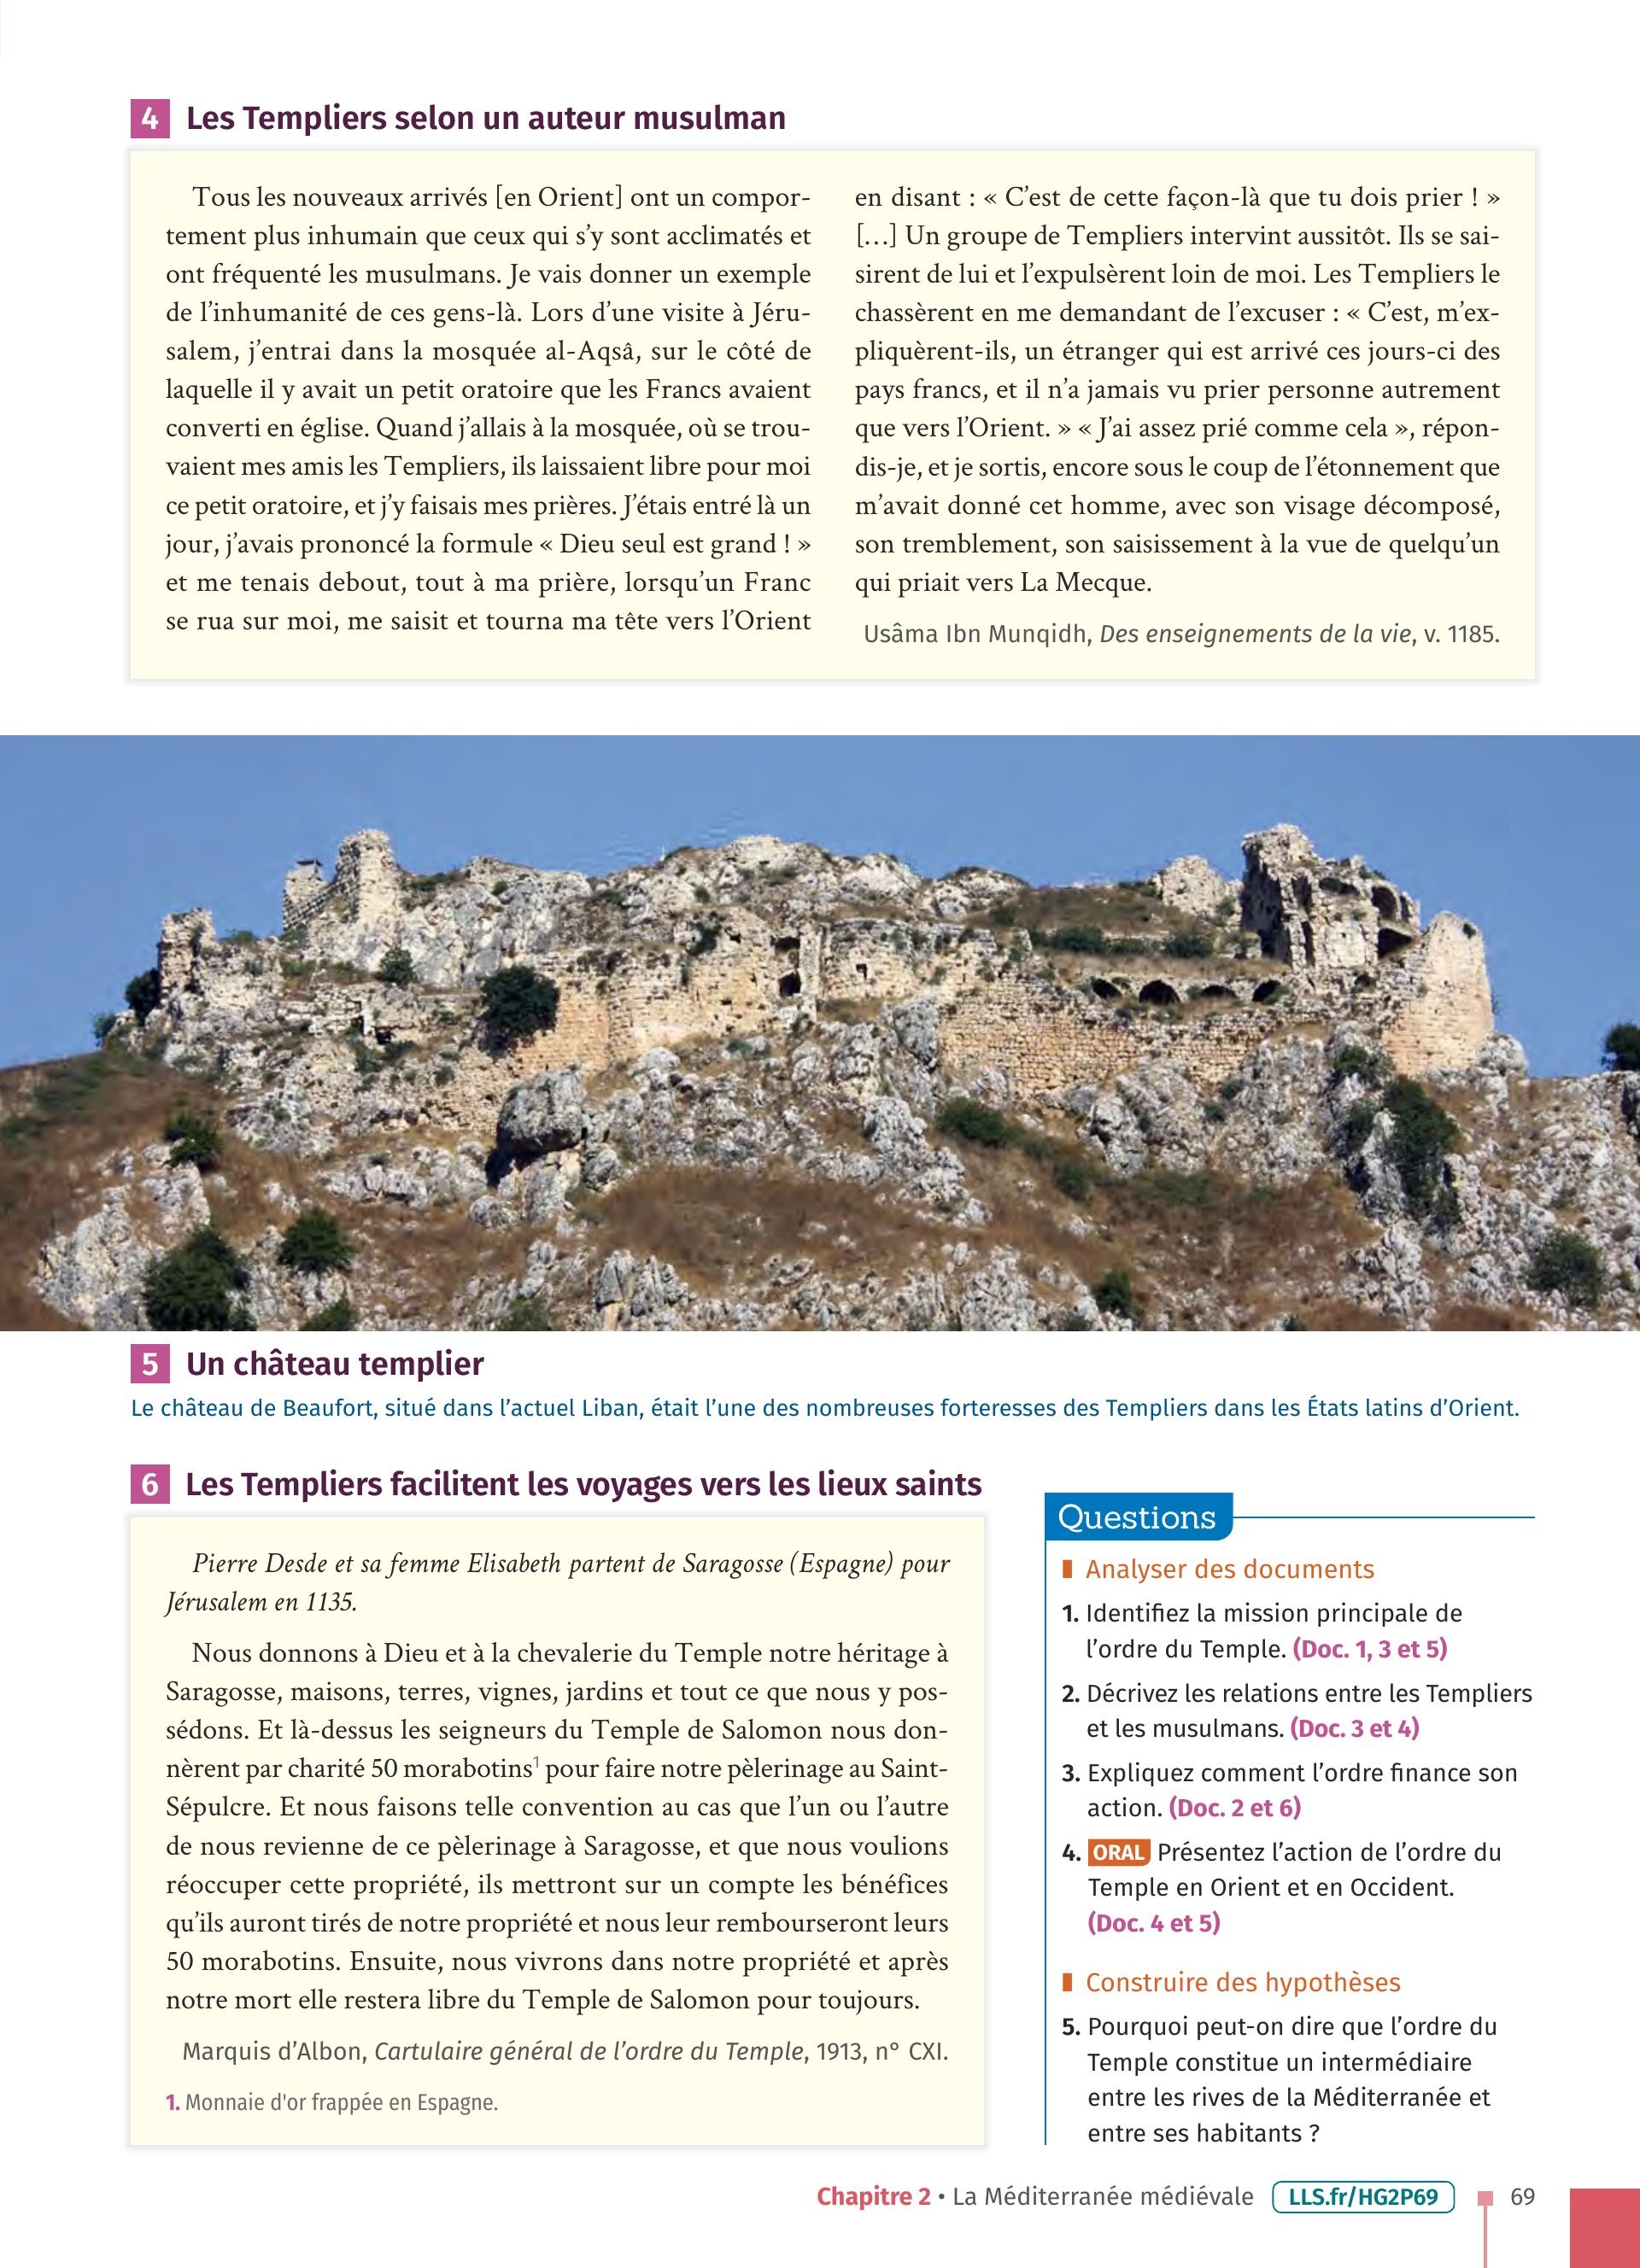 4 Les Templiers selon un auteur musulman
Tous les nouveaux arrivés [en Orient] ont un compor-
tement plus inhumain que ceux qui s'y sont acclimatés et
ont fréquenté les musulmans. Je vais donner un exemple
de l'inhumanité de ces gens-là. Lors d'une visite à Jéru-
salem, j'entrai dans la mosquée al-Aqsâ, sur le côté de
laquelle il y avait un petit oratoire que les Francs avaient
converti en église. Quand j'allais à la mosquée, où se trou-
vaient mes amis les Templiers, ils laissaient libre pour moi
ce petit oratoire, et j'y faisais mes prières. J'étais entré là un
jour, j'avais prononcé la formule « Dieu seul est grand ! »
et me tenais debout, tout à ma prière, lorsqu'un Franc
se rua sur moi, me saisit et tourna ma tête vers l'Orient
en disant : « C'est de cette façon-là que tu dois prier ! »
[…] Un groupe de Templiers intervint aussitôt. Ils se sai-
sirent de lui et l'expulsèrent loin de moi. Les Templiers le
chassèrent en me demandant de l'excuser : « C'est, m'ex-
pliquèrent-ils, un étranger qui est arrivé ces jours-ci des
pays francs, et il n'a jamais vu prier personne autrement
que vers l'Orient. » « J'ai assez prié comme cela », répon-
dis-je, et je sortis, encore sous le coup de l'étonnement que
m'avait donné cet homme, avec son visage décomposé,
son tremblement, son saisissement à la vue de quelqu'un
qui priait vers La Mecque.
Usâma Ibn Munqidh, Des enseignements de la vie, v. 1185.
5 Un château templier
Le château de Beaufort, situé dans l'actuel Liban, était l'une des nombreuses forteresses des Templiers dans les États latins d'Orient.
6 Les Templiers facilitent les voyages vers les lieux saints
Pierre Desde et sa femme Elisabeth partent de Saragosse (Espagne) pour
Jérusalem en 1135.
Nous donnons à Dieu et à la chevalerie du Temple notre héritage à
Saragosse, maisons, terres, vignes, jardins et tout ce que nous y pos-
sédons. Et là-dessus les seigneurs du Temple de Salomon nous don-
nèrent par charité 50 morabotins1 pour faire notre pèlerinage au Saint-
Sépulcre. Et nous faisons telle convention au cas que l'un ou l'autre
de nous revienne de ce pèlerinage à Saragosse, et que nous voulions
réoccuper cette propriété, ils mettront sur un compte les bénéfices
qu'ils auront tirés de notre propriété et nous leur rembourseront leurs
50 morabotins. Ensuite, nous vivrons dans notre propriété et après
notre mort elle restera libre du Temple de Salomon pour toujours.
Marquis d'Albon, Cartulaire général de l'ordre du Temple, 1913, n° CXI.
1. Monnaie d'or frappée en Espagne.
Questions
Analyser des documents
1. Identifiez la mission principale de
l'ordre du Temple. (Doc. 1, 3 et 5)
2. Décrivez les relations entre les Templiers
et les musulmans. (Doc. 3 et 4)
3. Expliquez comment l'ordre finance son
action. (Doc. 2 et 6)
4. ORAL Présentez l'action de l'ordre du
Temple en Orient et en Occident.
(Doc. 4 et 5)
Construire des hypothèses
5. Pourquoi peut-on dire que l'ordre du
Temple constitue un intermédiaire
entre les rives de la Méditerranée et
entre ses habitants ?
Chapitre 2 • La Méditerranée médiévale LLS.fr/HG2P69 69